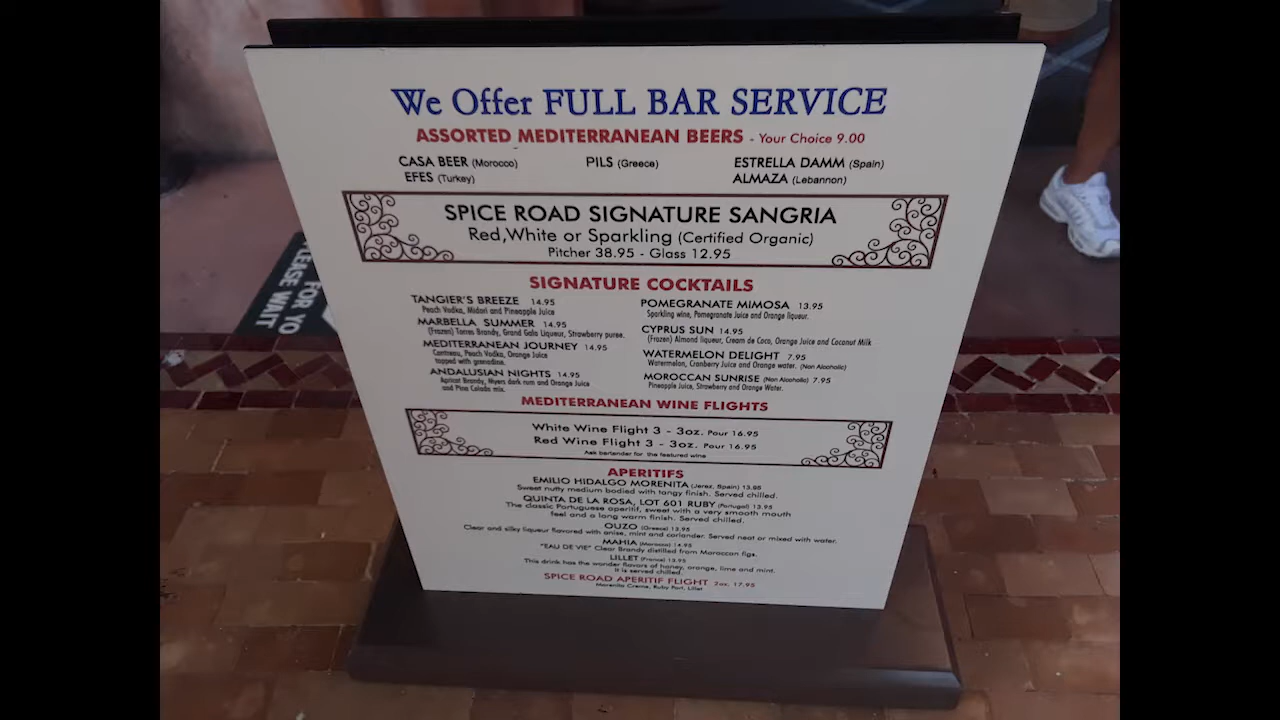 We Offer FULL BAR SERVICE
ASSORTED MEDITERRANEAN BEERS - Your Choice 9.00
CASA BEER (Morocco) PILS (Greece) ESTRELLA DAMM (Spain)
EFES (Turkey) ALMAZA (Lebannon)
SPICE ROAD SIGNATURE SANGRIA
Red,White or Sparkling (Certified Organic)
Pitcher 38.95 - Glass 12.95
SIGNATURE COCKTAILS
TANGIER'S BREEZE 14.95
Peach Vodka, Midori and Pineapple Juice
MARBELLA SUMMER 14.95
(Frozen) Torres Brandy, Grand Gala Liqueur, Strawberry puree.
MEDITERRANEAN JOURNEY 14.95
Contreau, Peach Vodka, Orange Juice
topped with grenadine.
ANDALUSIAN NIGHTS 14.95
Apricot Brandy, Myers dark rum and Orange Juice
and Pina Colada mix.
POMEGRANATE MIMOSA 13.95
Sparkling wine, Pomegranate Juice and Orange liqueur.
CYPRUS SUN 14.95
(Frozen) Almond liqueur, Cream de Coco, Orange Juice and Coconut Milk
WATERMELON DELIGHT 7.95
Watermelon, Cranberry Juice and Orange water. (Non Alcoholic)
MOROCCAN SUNRISE (Non Alcoholic) 7.95
Pineapple Juice, Strawberry and Orange Water.
MEDITERRANEAN WINE FLIGHTS
White Wine Flight 3 - 3oz. Pour 16.95
Red Wine Flight 3 - 3oz. Pour 16.95
Ask bartender for the featured wine
APERITIFS
EMILIO HIDALGO MORENITA (Jerez, Spain) 13.95
Sweet nutty medium bodied with tangy finish. Served chilled.
QUINTA DE LA ROSA, LOT 601 RUBY (Portugal) 13.95
The classic Portuguese aperitif, sweet with a very smooth mouth
feel and a long warm finish. Served chilled.
OUZO (Greece) 13.95
Clear and silky liqueur flavored with anise, mint and coriander. Served neat or mixed with water.
MAHIA (Morocco) 14.95
"EAU DE VIE" Clear Brandy distilled from Moroccan figs.
LILLET (France) 13.95
This drink has the wonder flavors of honey, orange, lime and mint.
It is served chilled.
SPICE ROAD APERITIF FLIGHT 2oz. 17.95
Morenita Creme, Ruby Port, Lillet
FOR YO
PLEASE WAIT